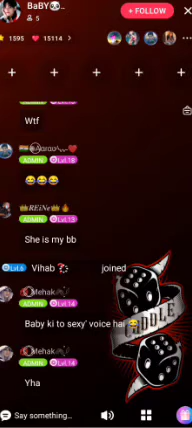 BaBY
5
+ FOLLOW
1595
15114 >
+ + + + +
Wtf
ADMIN Lvl.18
😂😂😂
REiNe
ADMIN Lvl.15
She is my bb
Lvl.6 Vihab joined
Mehak
ADMIN Lvl.14
Baby ki to sexy' voice hai 😂
DDLE
Mehak
ADMIN Lvl.14
Yha
Say something...